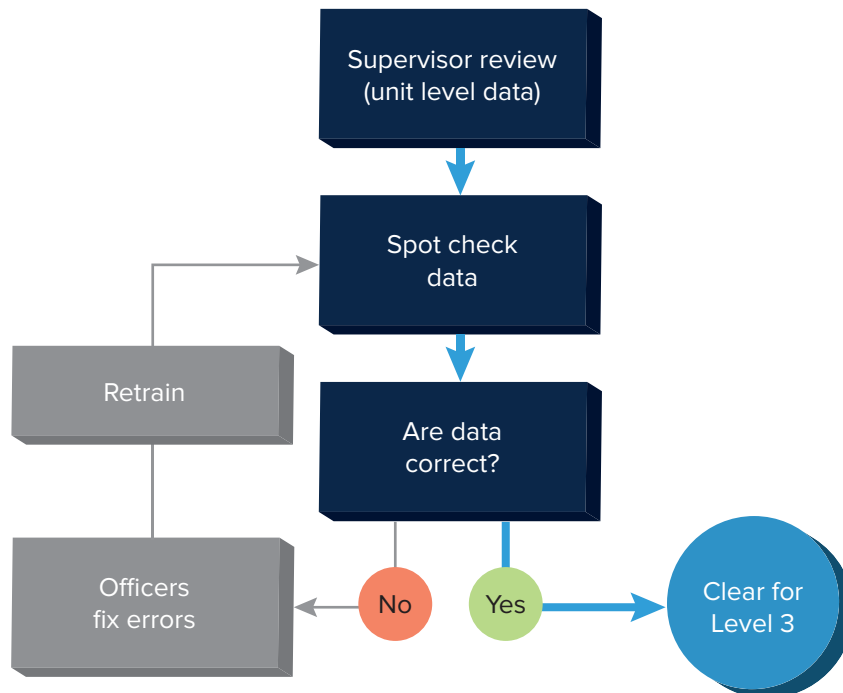 Supervisor review
(unit level data)
Spot check
data
Retrain
Are data
correct?
Officers
fix errors
No
Yes
Clear for
Level 3